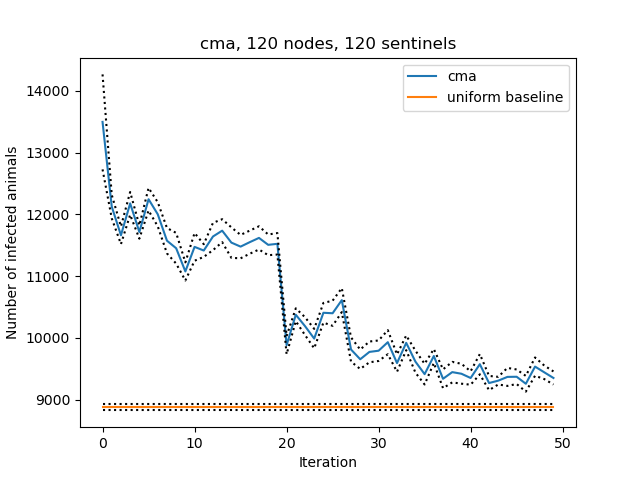 cma, 120 nodes, 120 sentinels
cma
uniform baseline
14000
13000
12000
11000
10000
9000
Number of infected animals
0 10 20 30 40 50
Iteration